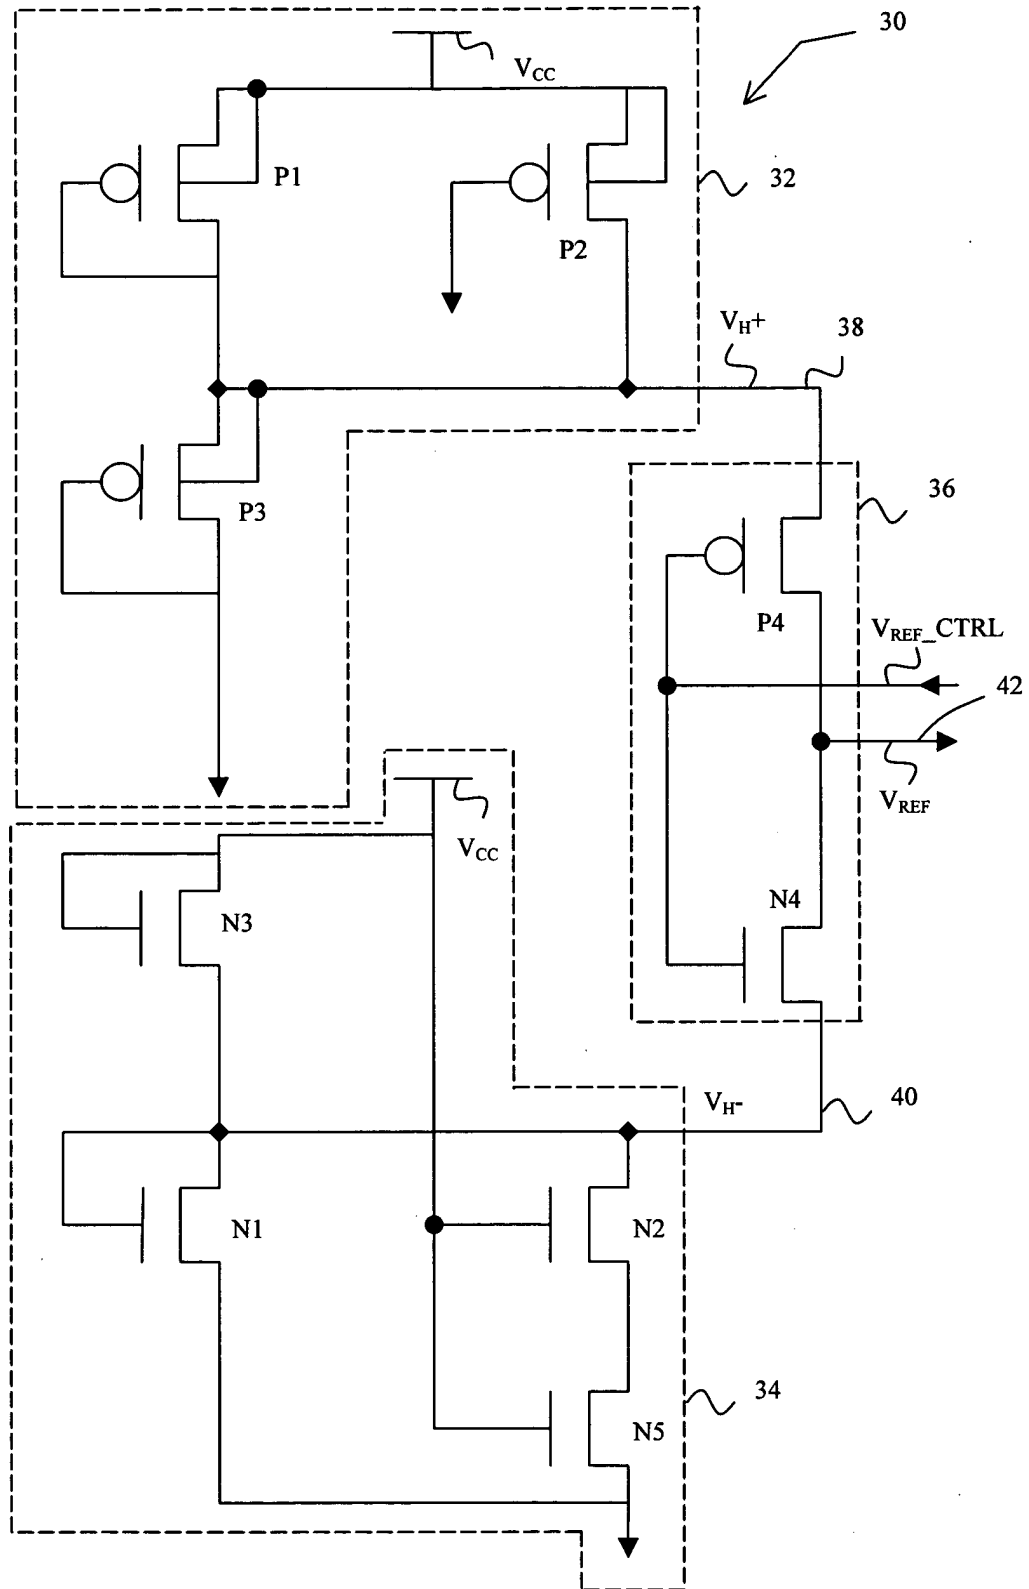 30
VCC
P1
32
P2
VH+
38
36
P3
P4
VREF_CTRL
42
VREF
VCC
N4
N3
VH-
40
N1
N2
34
N5